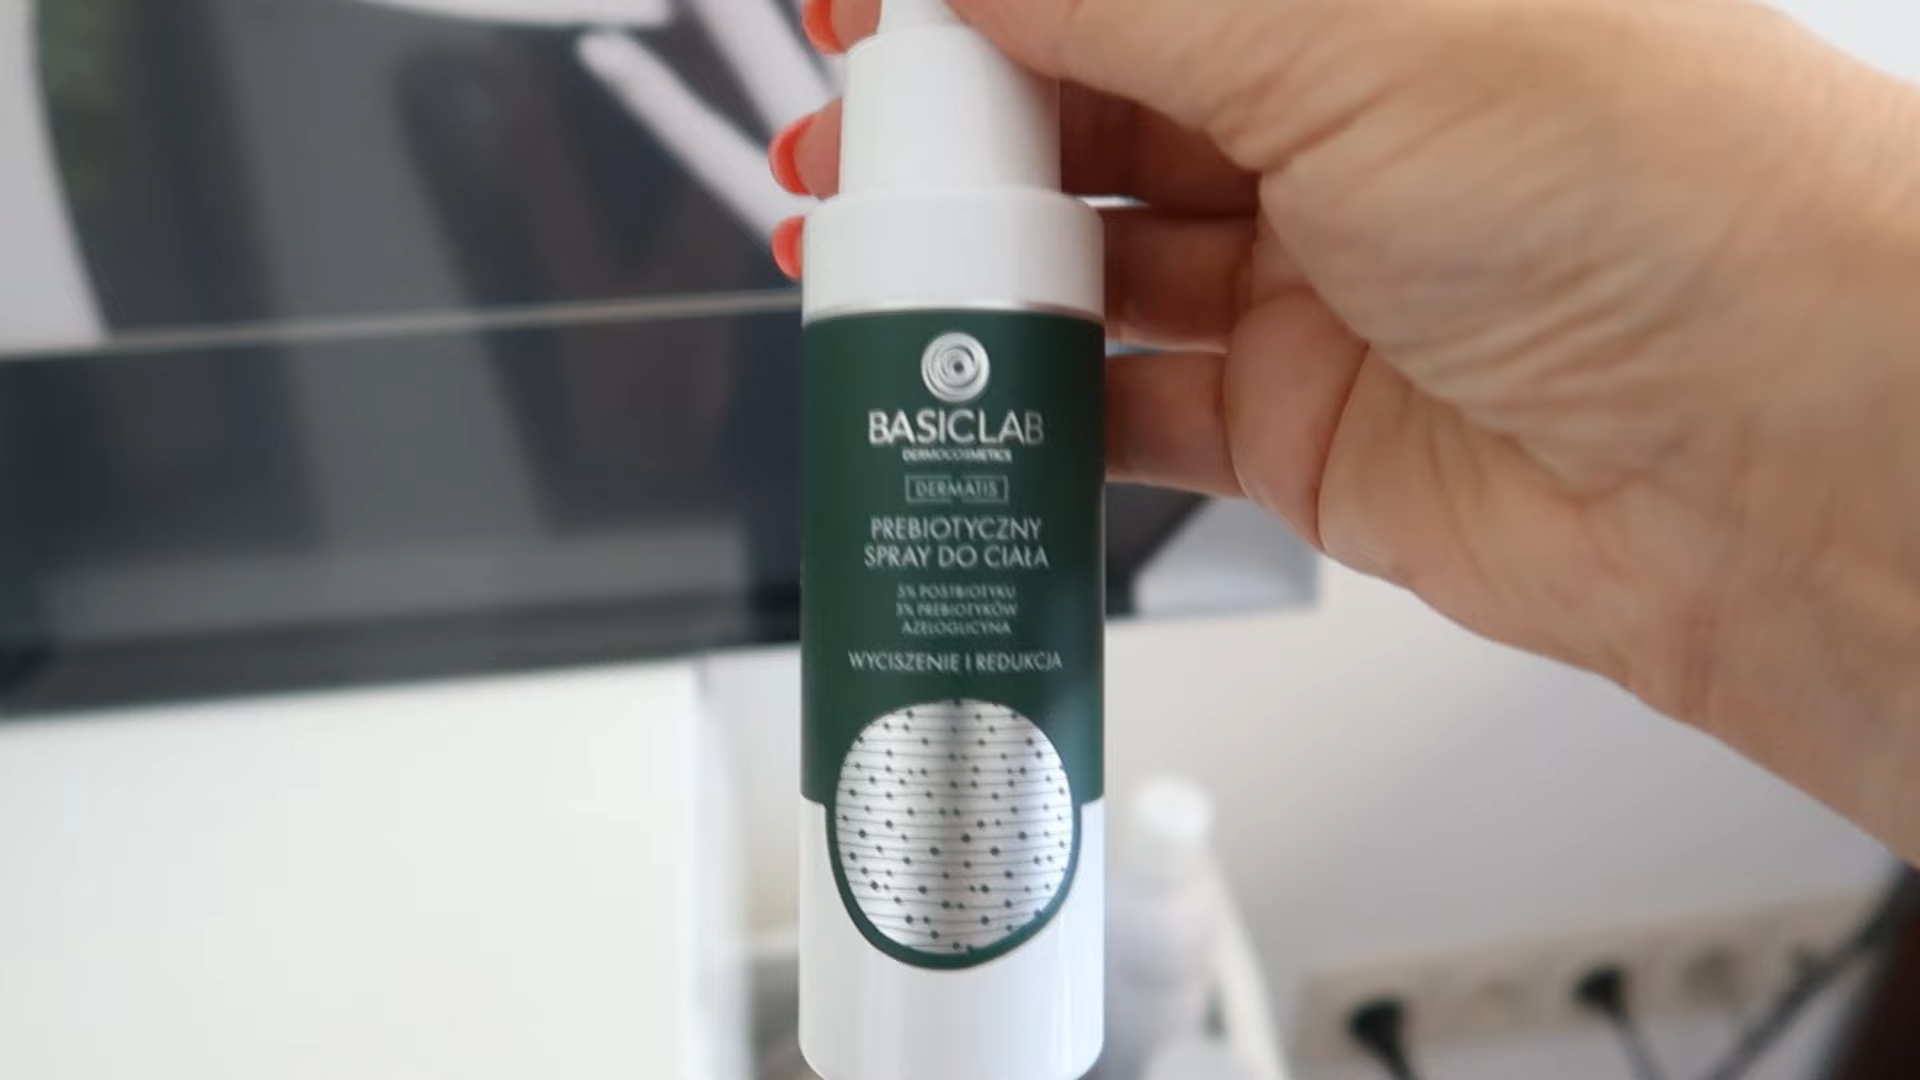 BASICLAB
DERMOCOSMETICS
DERMATIS
PREBIOTYCZNY
SPRAY DO CIAŁA
5% POSTBIOTYKU
3% PREBIOTYKÓW
AZELOGLICYNA
WYCISZENIE I REDUKCJA